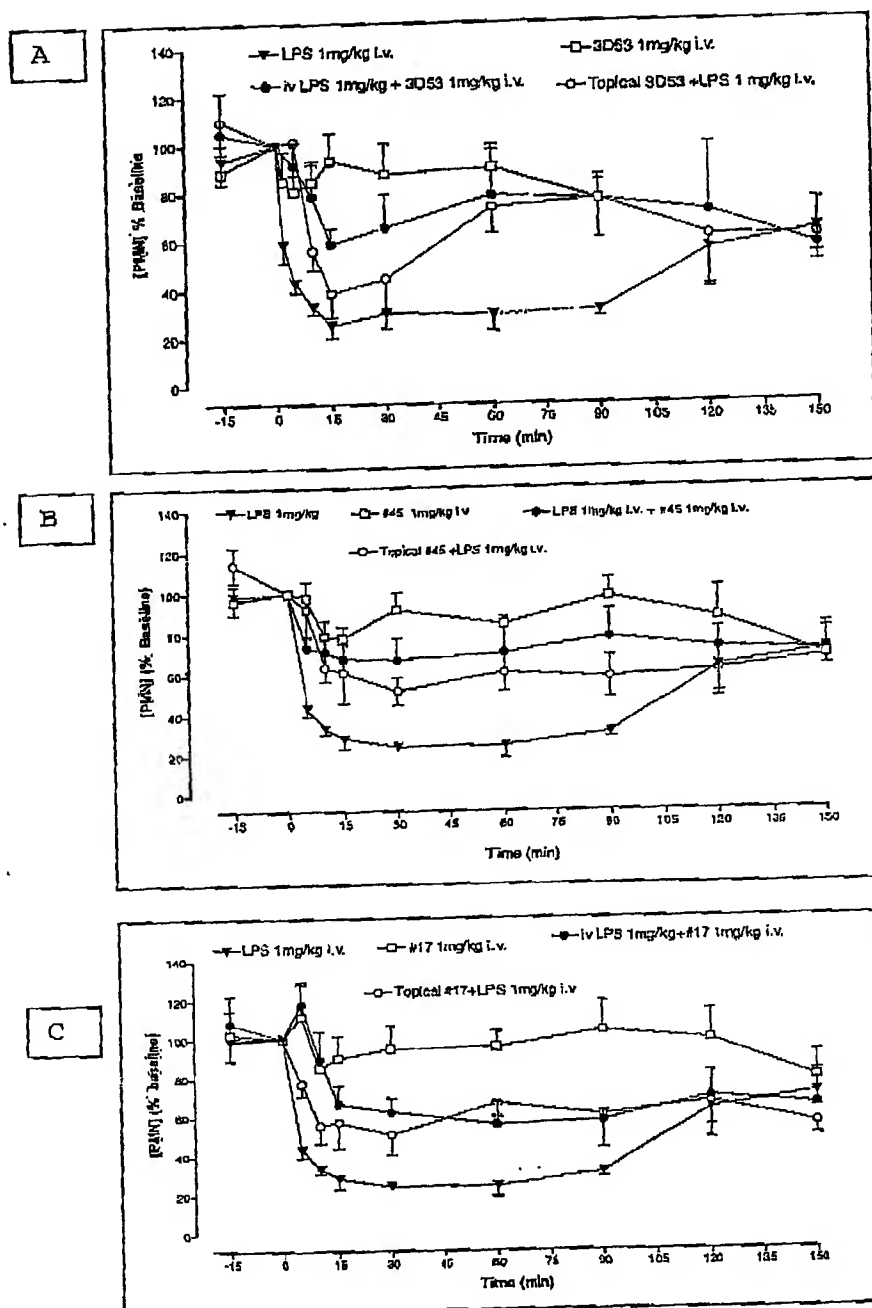 A
LPS 1mg/kg i.v. 3D53 1mg/kg i.v.
iv LPS 1mg/kg + 3D53 1mg/kg i.v. Topical 3D53 +LPS 1 mg/kg i.v.
[PMN] % Baseline
140
120
100
80
60
40
20
0
-15 0 15 30 45 60 75 90 105 120 135 150
Time (min)
B
LPS 1mg/kg #45 1mg/kg i.v LPS 1mg/kg i.v. + #45 1mg/kg i.v.
Topical #45 +LPS 1mg/kg i.v.
[PMN] (% Baseline)
140
120
100
80
60
40
20
0
-15 0 15 30 45 60 75 90 105 120 135 150
Time (min)
C
LPS 1mg/kg i.v. #17 1mg/kg i.v. iv LPS 1mg/kg+#17 1mg/kg i.v.
Topical #17+LPS 1mg/kg i.v
[PMN] (% baseline)
140
120
100
80
60
40
20
0
-15 0 15 30 45 60 75 90 105 120 135 150
Time (min)